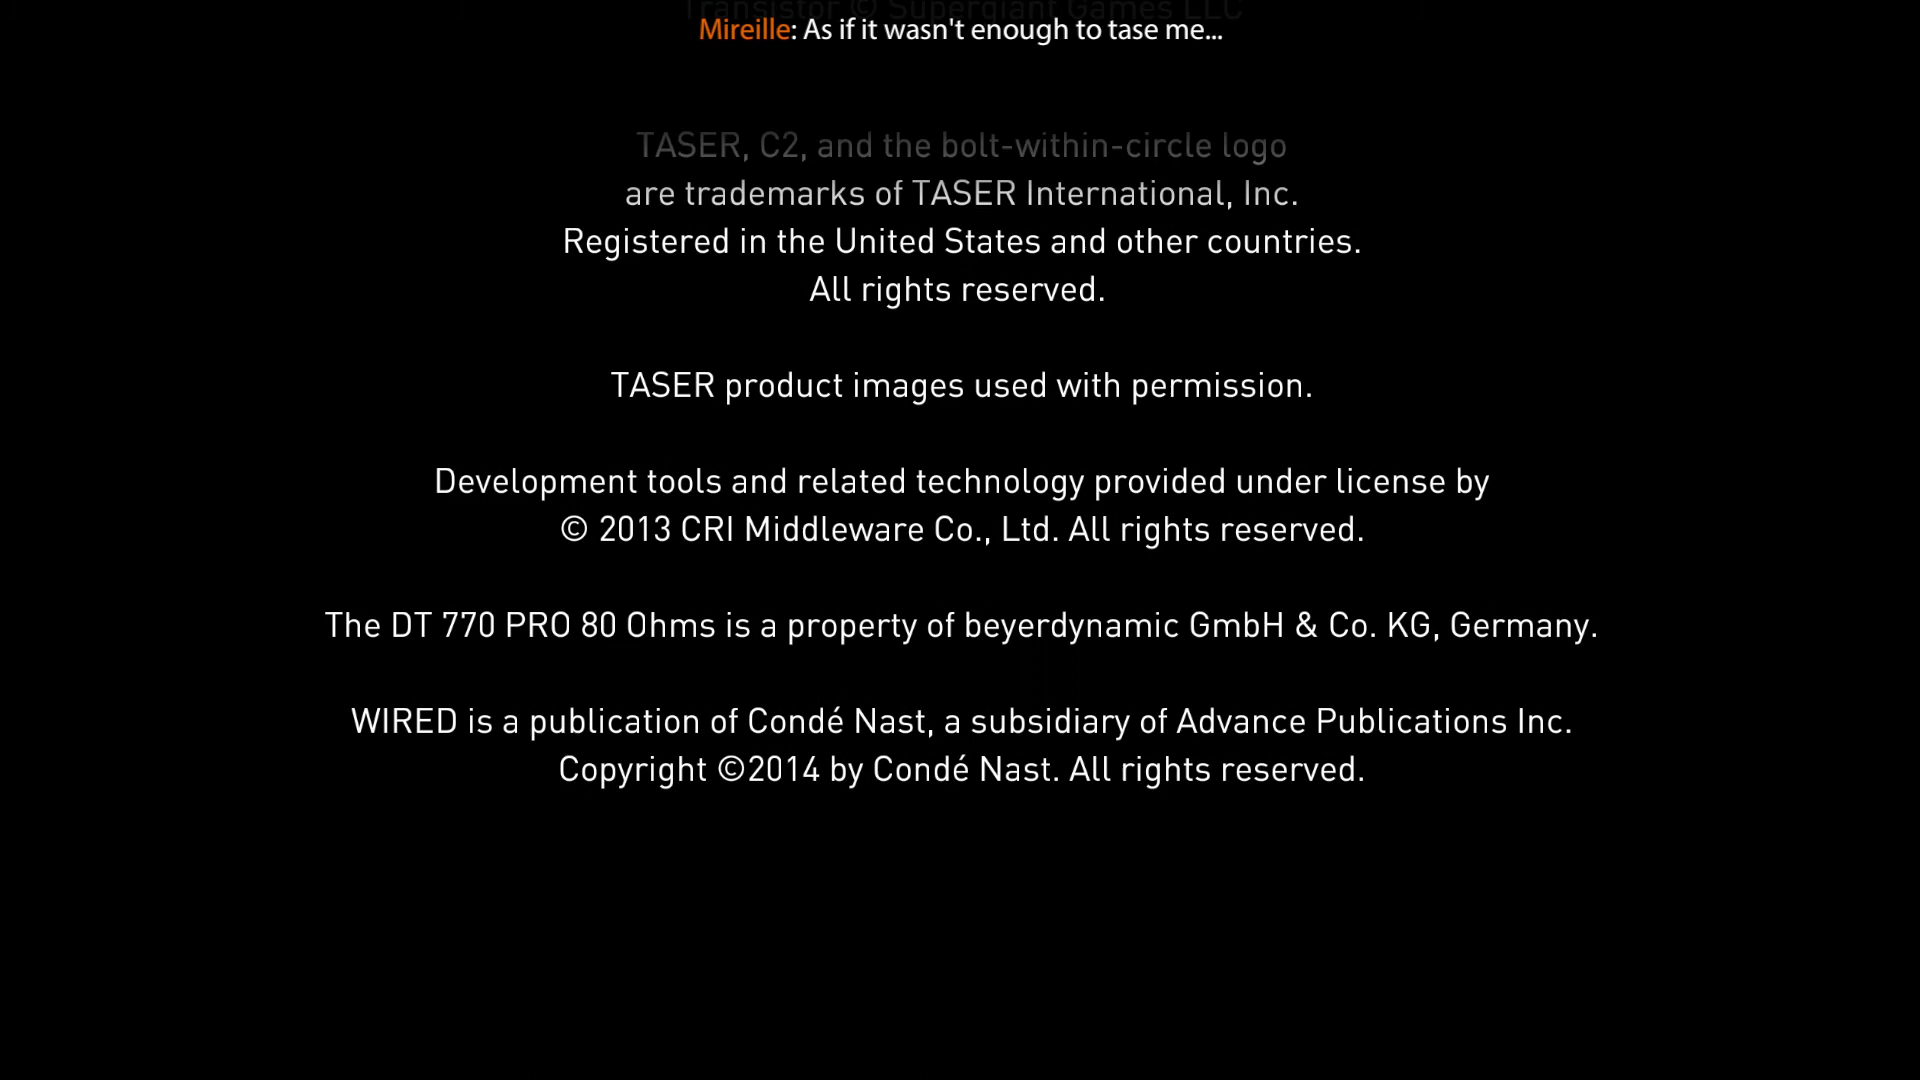 Transistor © Supergiant Games LLC
Mireille: As if it wasn't enough to tase me...
TASER, C2, and the bolt-within-circle logo
are trademarks of TASER International, Inc.
Registered in the United States and other countries.
All rights reserved.
TASER product images used with permission.
Development tools and related technology provided under license by
© 2013 CRI Middleware Co., Ltd. All rights reserved.
The DT 770 PRO 80 Ohms is a property of beyerdynamic GmbH & Co. KG, Germany.
WIRED is a publication of Condé Nast, a subsidiary of Advance Publications Inc.
Copyright ©2014 by Condé Nast. All rights reserved.